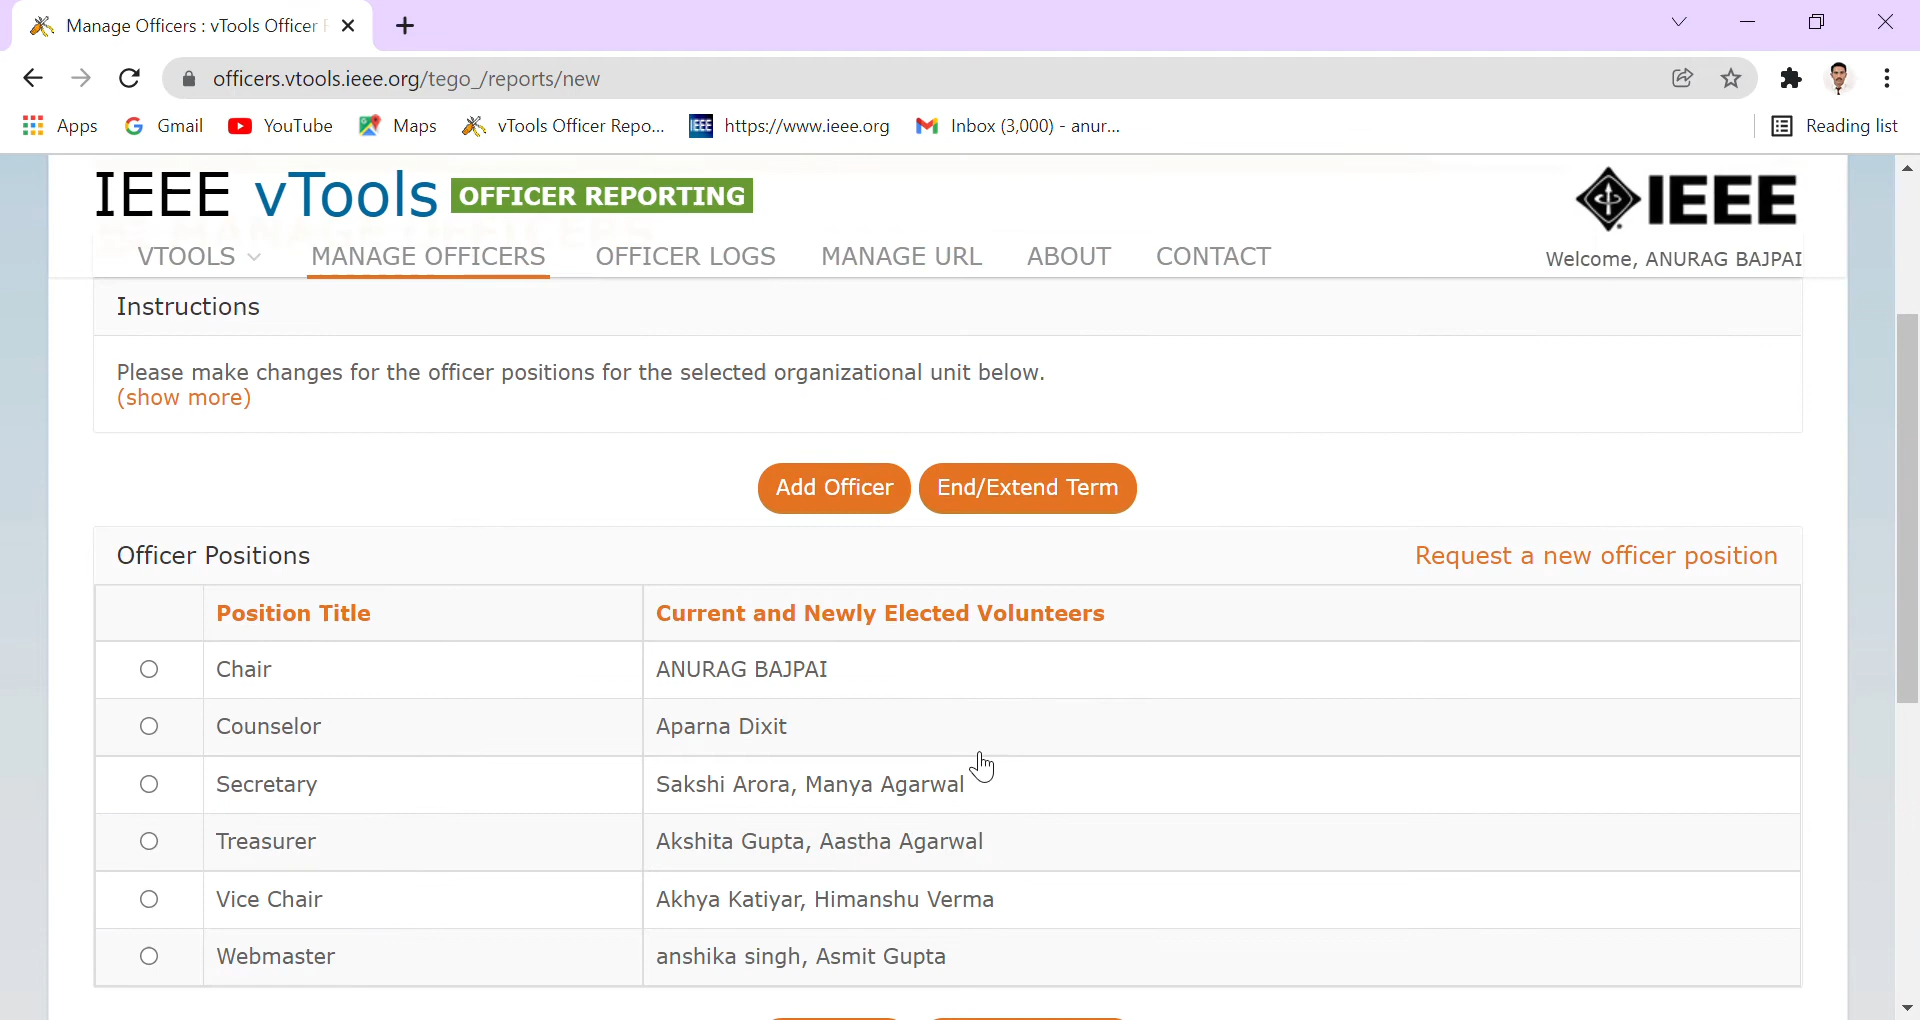 Manage Officers : vTools Officer
officers.vtools.ieee.org/tego_/reports/new
Apps Gmail YouTube Maps vTools Officer Repo... IEEE https://www.ieee.org Inbox (3,000) - anur... Reading list
IEEE vTools OFFICER REPORTING
IEEE
VTOOLS MANAGE OFFICERS OFFICER LOGS MANAGE URL ABOUT CONTACT Welcome, ANURAG BAJPAI
Instructions
Please make changes for the officer positions for the selected organizational unit below.
(show more)
Add Officer End/Extend Term
Officer Positions Request a new officer position
Position Title Current and Newly Elected Volunteers
Chair ANURAG BAJPAI
Counselor Aparna Dixit
Secretary Sakshi Arora, Manya Agarwal
Treasurer Akshita Gupta, Aastha Agarwal
Vice Chair Akhya Katiyar, Himanshu Verma
Webmaster anshika singh, Asmit Gupta